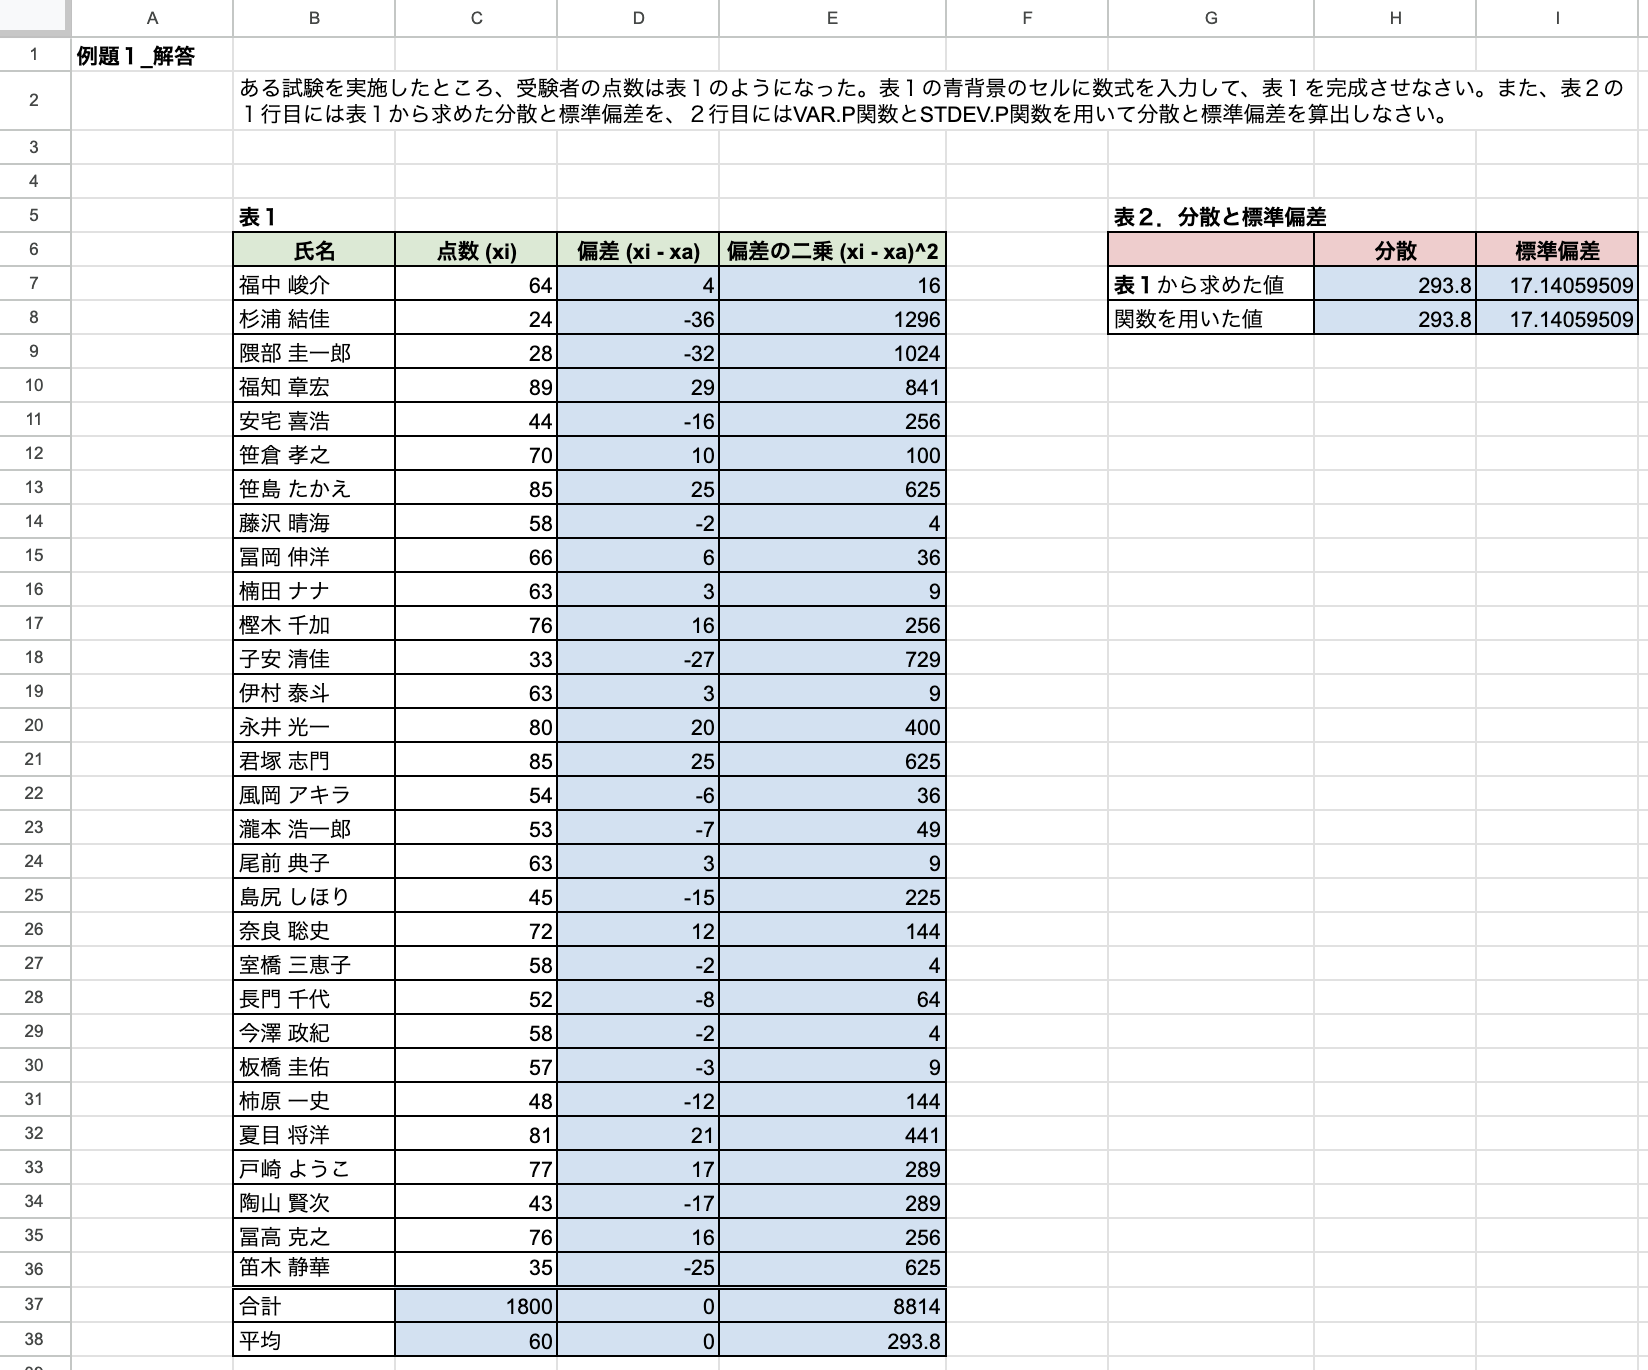 A B C D E F G H I
1 例題１_解答
2 ある試験を実施したところ、受験者の点数は表１のようになった。表１の青背景のセルに数式を入力して、表１を完成させなさい。また、表２の
１行目には表１から求めた分散と標準偏差を、２行目にはVAR.P関数とSTDEV.P関数を用いて分散と標準偏差を算出しなさい。
3
4
5 表１ 表２．分散と標準偏差
6 氏名 点数 (xi) 偏差 (xi - xa) 偏差の二乗 (xi - xa)^2 分散 標準偏差
7 福中 峻介 64 4 16 表１から求めた値 293.8 17.14059509
8 杉浦 結佳 24 -36 1296 関数を用いた値 293.8 17.14059509
9 隈部 圭一郎 28 -32 1024
10 福知 章宏 89 29 841
11 安宅 喜浩 44 -16 256
12 笹倉 孝之 70 10 100
13 笹島 たかえ 85 25 625
14 藤沢 晴海 58 -2 4
15 冨岡 伸洋 66 6 36
16 楠田 ナナ 63 3 9
17 樫木 千加 76 16 256
18 子安 清佳 33 -27 729
19 伊村 泰斗 63 3 9
20 永井 光一 80 20 400
21 君塚 志門 85 25 625
22 風岡 アキラ 54 -6 36
23 瀧本 浩一郎 53 -7 49
24 尾前 典子 63 3 9
25 島尻 しほり 45 -15 225
26 奈良 聡史 72 12 144
27 室橋 三恵子 58 -2 4
28 長門 千代 52 -8 64
29 今澤 政紀 58 -2 4
30 板橋 圭佑 57 -3 9
31 柿原 一史 48 -12 144
32 夏目 将洋 81 21 441
33 戸崎 ようこ 77 17 289
34 陶山 賢次 43 -17 289
35 冨高 克之 76 16 256
36 笛木 静華 35 -25 625
37 合計 1800 0 8814
38 平均 60 0 293.8